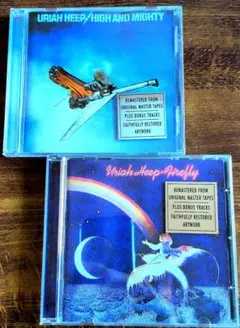 URIAH HEEP/HIGH AND MIGHTY
REMASTERED FROM
ORIGINAL MASTER TAPES
PLUS BONUS TRACKS
FAITHFULLY RESTORED
ARTWORK
Uriah Heep Firefly
REMASTERED FROM
ORIGINAL MASTER TAPES
PLUS BONUS TRACKS
FAITHFULLY RESTORED
ARTWORK